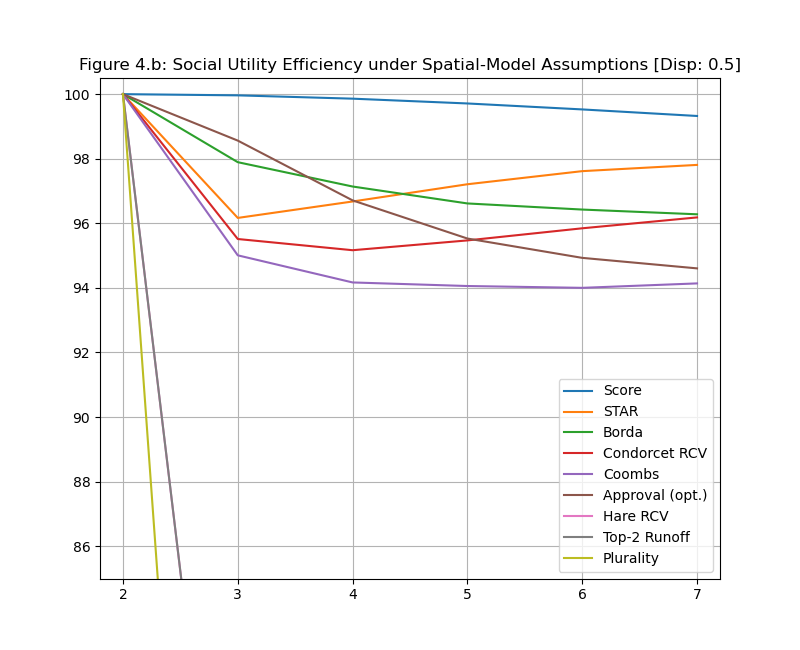 Figure 4.b: Social Utility Efficiency under Spatial-Model Assumptions [Disp: 0.5]
100
98
96
94
92
90
88
86
Score
STAR
Borda
Condorcet RCV
Coombs
Approval (opt.)
Hare RCV
Top-2 Runoff
Plurality
2 3 4 5 6 7